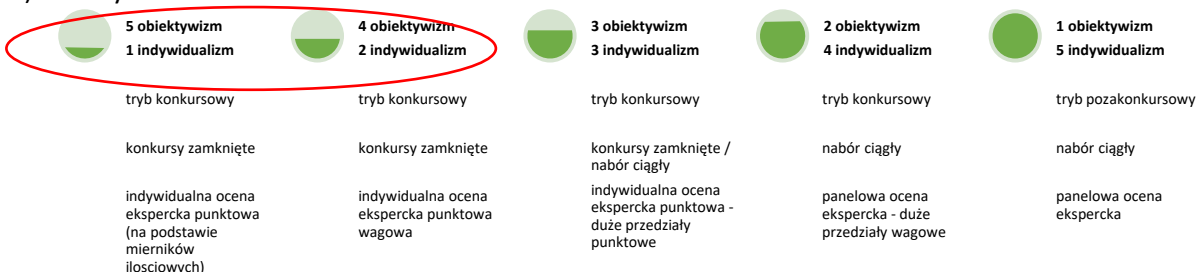 5 obiektywizm
1 indywidualizm
4 obiektywizm
2 indywidualizm
3 obiektywizm
3 indywidualizm
2 obiektywizm
4 indywidualizm
1 obiektywizm
5 indywidualizm
tryb konkursowy
tryb konkursowy
tryb konkursowy
tryb konkursowy
tryb pozakonkursowy
konkursy zamknięte
konkursy zamknięte
konkursy zamknięte /
nabór ciągły
nabór ciągły
nabór ciągły
indywidualna ocena
ekspercka punktowa
(na podstawie
mierników
ilosciowych)
indywidualna ocena
ekspercka punktowa
wagowa
indywidualna ocena
ekspercka punktowa -
duże przedziały
punktowe
panelowa ocena
ekspercka - duże
przedziały wagowe
panelowa ocena
ekspercka